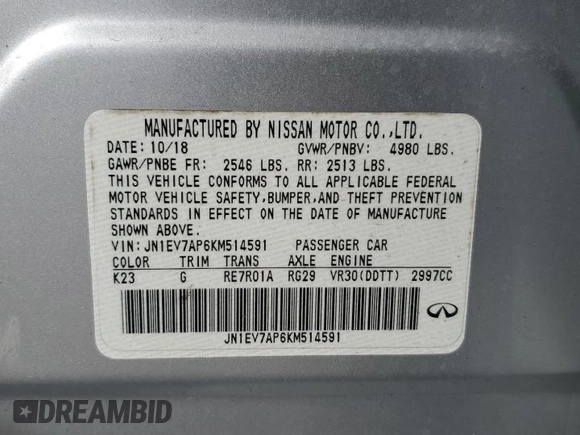 MANUFACTURED BY NISSAN MOTOR CO.,LTD.
DATE: 10/18 GVWR/PNBV: 4980 LBS.
GAWR/PNBE FR: 2546 LBS. RR: 2513 LBS.
THIS VEHICLE CONFORMS TO ALL APPLICABLE FEDERAL
MOTOR VEHICLE SAFETY,BUMPER,AND THEFT PREVENTION
STANDARDS IN EFFECT ON THE DATE OF MANUFACTURE
SHOWN ABOVE.
VIN: JN1EV7AP6KM514591 PASSENGER CAR
COLOR TRIM TRANS AXLE ENGINE
K23 G RE7R01A RG29 VR30(DDTT) 2997CC
JN1EV7AP6KM514591
DREAMBID